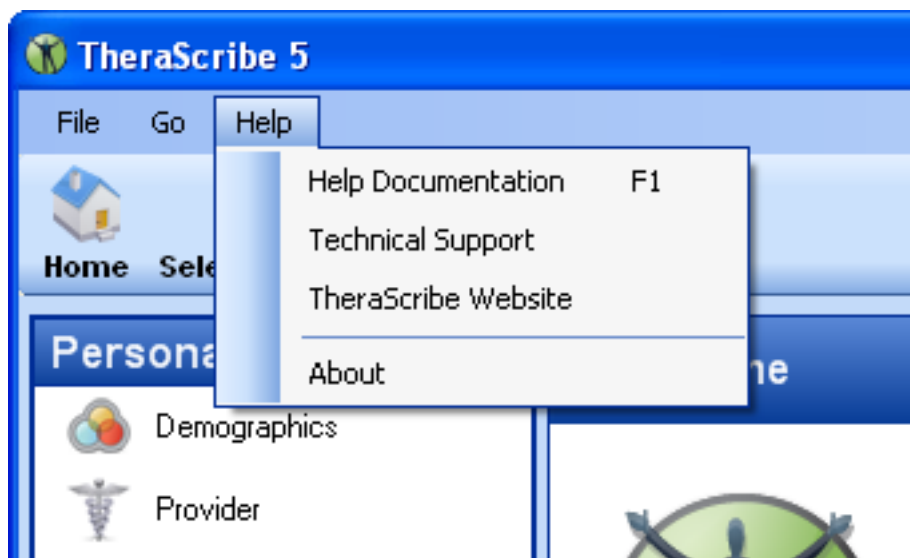 TheraScribe 5
File Go Help
Help Documentation F1
Technical Support
TheraScribe Website
About
Home
Demographics
Provider